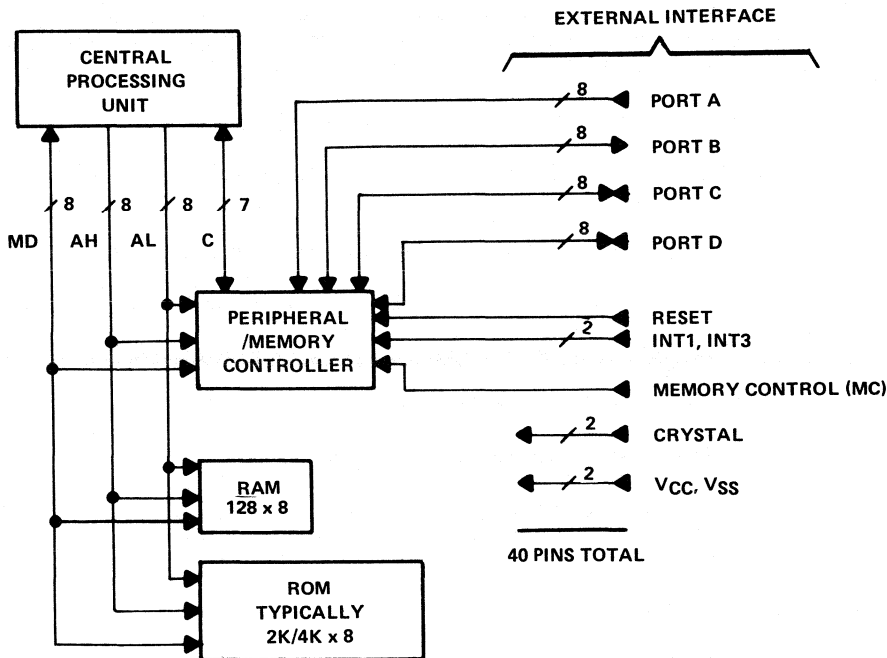 EXTERNAL INTERFACE
CENTRAL
PROCESSING
UNIT
8 PORT A
8 PORT B
8 PORT C
8 PORT D
8 8 8 7
MD AH AL C
PERIPHERAL
/MEMORY
CONTROLLER
RESET
2 INT1, INT3
MEMORY CONTROL (MC)
2 CRYSTAL
2 VCC, VSS
RAM
128 x 8
40 PINS TOTAL
ROM
TYPICALLY
2K/4K x 8